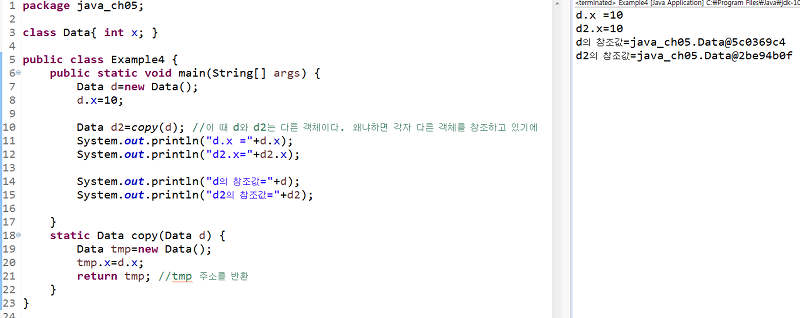 <terminated> Example4 [Java Application] C:₩Program Files₩Java₩jdk-10
1 package java_ch05;
2
3 class Data{ int x; }
4
5 public class Example4 {
6 public static void main(String[] args) {
7 Data d=new Data();
8 d.x=10;
9
10 Data d2=copy(d); //이 때 d와 d2는 다른 객체이다. 왜냐하면 각자 다른 객체를 참조하고 있기에
11 System.out.println("d.x ="+d.x);
12 System.out.println("d2.x="+d2.x);
13
14 System.out.println("d의 참조값="+d);
15 System.out.println("d2의 참조값="+d2);
16
17 }
18 static Data copy(Data d) {
19 Data tmp=new Data();
20 tmp.x=d.x;
21 return tmp; //tmp 주소를 반환
22 }
23 }
24
d.x =10
d2.x=10
d의 참조값=java_ch05.Data@5c0369c4
d2의 참조값=java_ch05.Data@2be94b0f